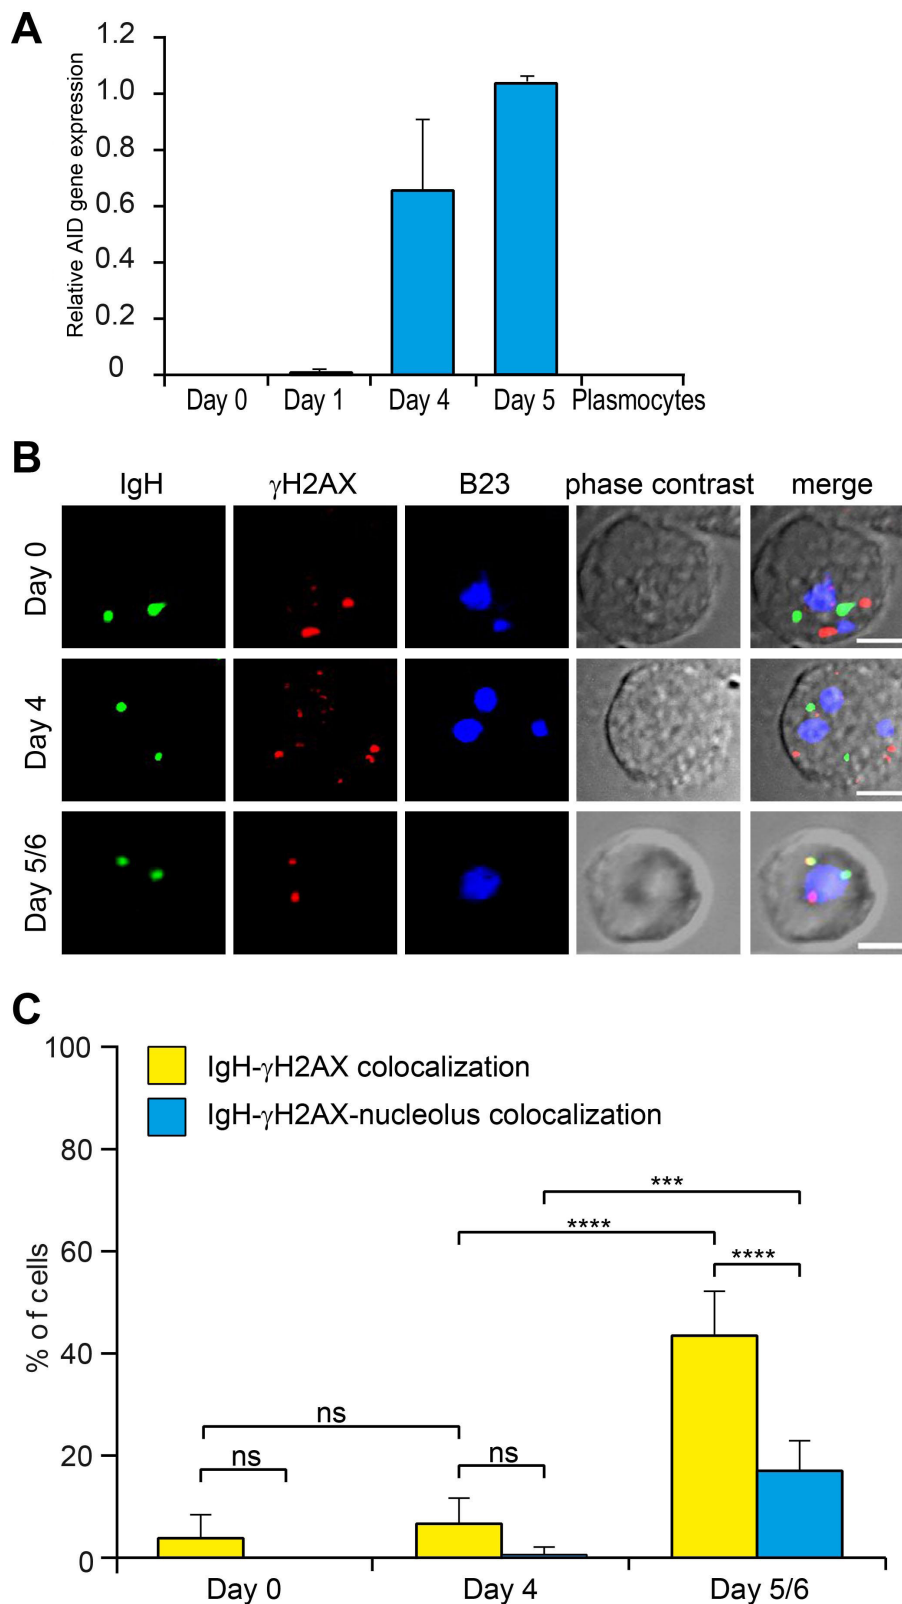 A
Relative AID gene expression
1.2
1.0
0.8
0.6
0.4
0.2
0
Day 0 Day 1 Day 4 Day 5 Plasmocytes
B
IgH γH2AX B23 phase contrast merge
Day 0
Day 4
Day 5/6
C
% of cells
100
80
60
40
20
0
IgH-γH2AX colocalization
IgH-γH2AX-nucleolus colocalization
***
****
****
ns
ns
ns
Day 0 Day 4 Day 5/6